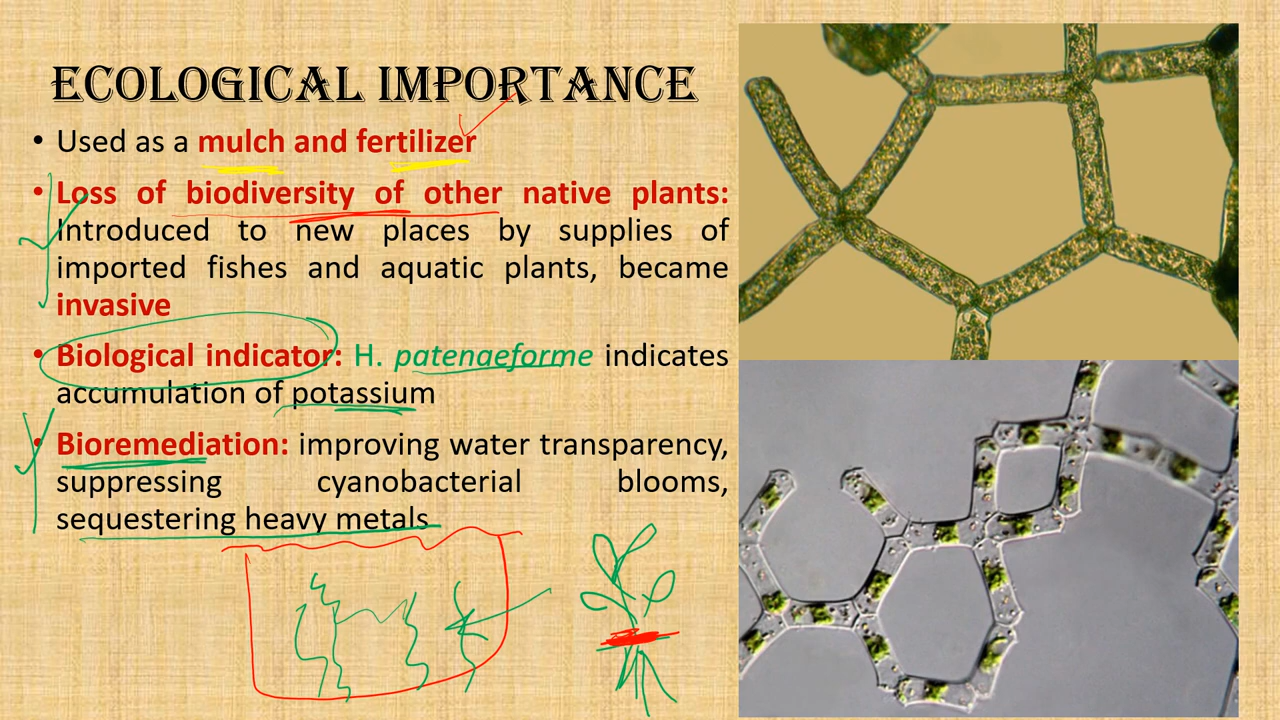 ECOLOGICAL IMPORTANCE
• Used as a mulch and fertilizer
• Loss of biodiversity of other native plants:
Introduced to new places by supplies of
imported fishes and aquatic plants, became
invasive
• Biological indicator: H. patenaeforme indicates
accumulation of potassium
• Bioremediation: improving water transparency,
suppressing cyanobacterial blooms,
sequestering heavy metals